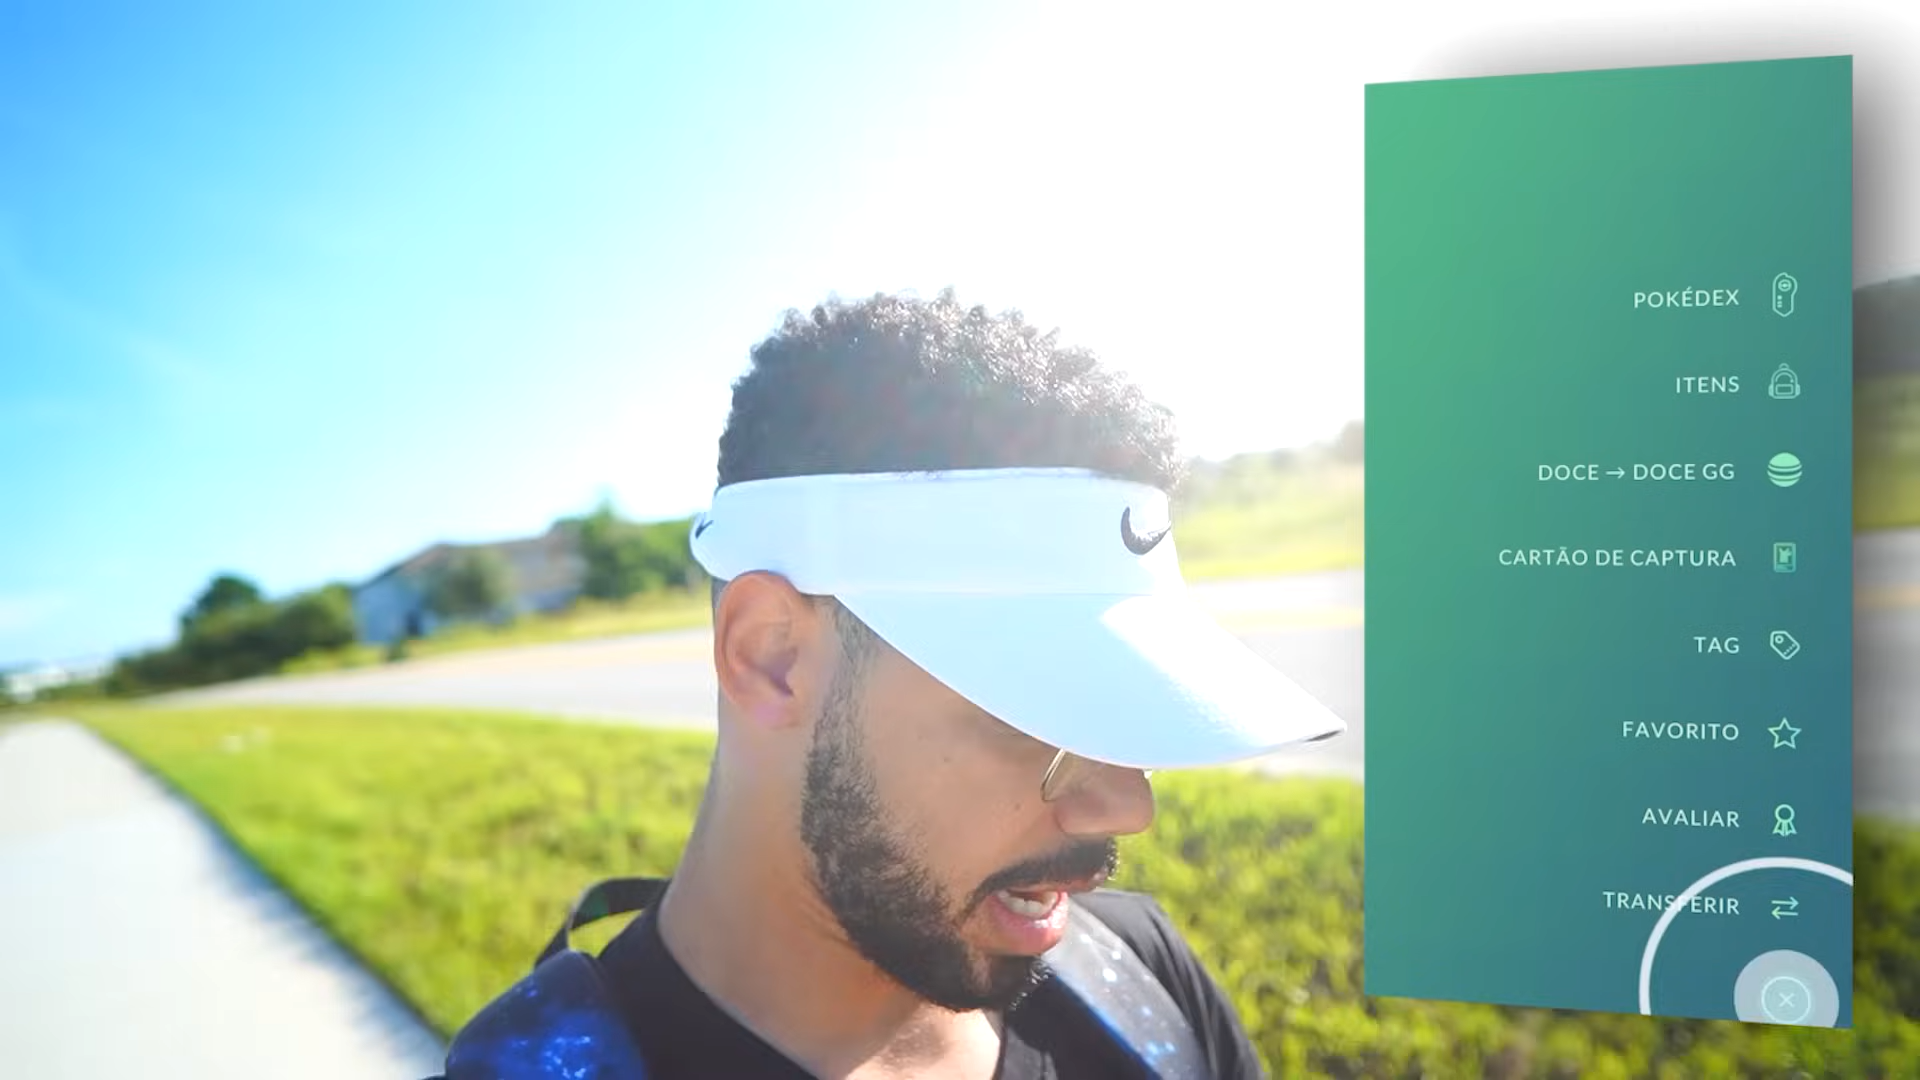 POKÉDEX
ITENS
DOCE → DOCE GG
CARTÃO DE CAPTURA
TAG
FAVORITO
AVALIAR
TRANSFERIR